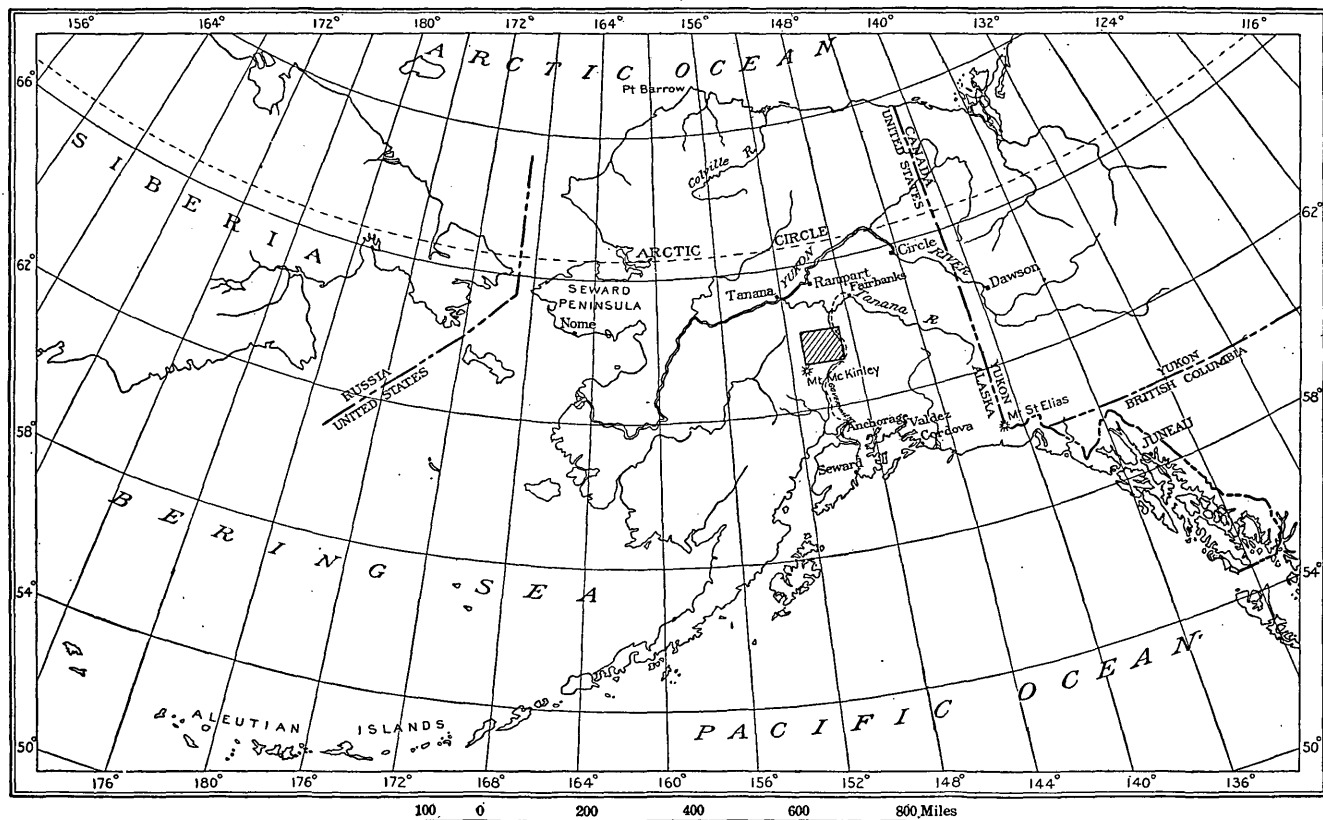 156° 164° 172° 180° 172° 164° 156° 148° 140° 132° 124° 116°
ARCTIC OCEAN
Pt Barrow
66°
SIBERIA
Colville R.
CANADA
UNITED STATES
62°
ARCTIC CIRCLE
Circle
RIVER
Dawson
YUKON
Rampart
Fairbanks
Tanana
Tanana R
SEWARD
PENINSULA
Nome
62°
RUSSIA
UNITED STATES
Mt. McKinley
YUKON
ALASKA
YUKON
BRITISH COLUMBIA
Mt St Elias
58°
58°
Anchorage
Valdez
Cordova
Seward
JUNEAU
BERING SEA
54°
54°
PACIFIC OCEAN
ALEUTIAN ISLANDS
50°
50°
176° 180° 176° 172° 168° 160° 156° 152° 148° 144° 140° 136°
100 0 200 400 600 800 Miles